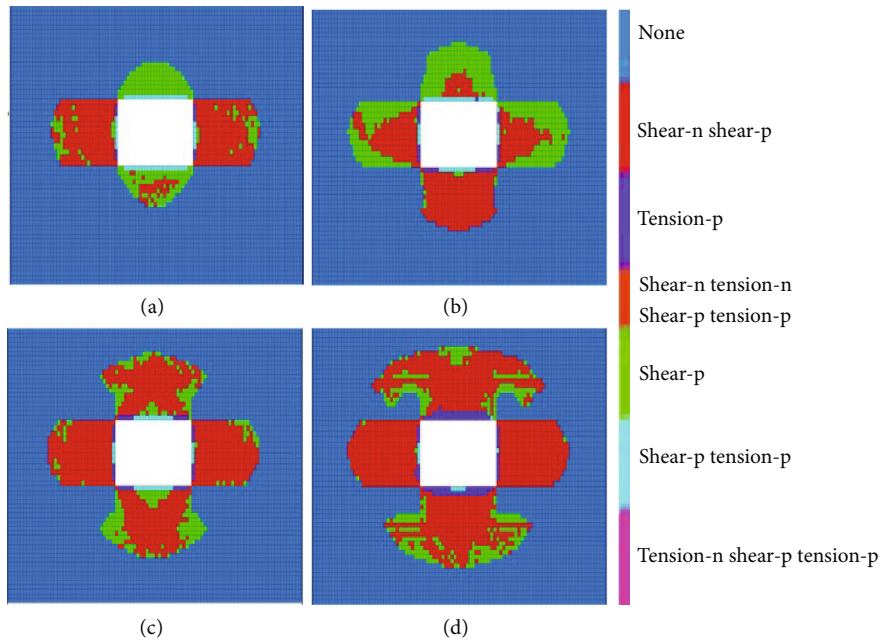 None
Shear-n shear-p
Tension-p
Shear-n tension-n
Shear-p tension-p
Shear-p
Shear-p tension-p
Tension-n shear-p tension-p
(a)
(b)
(c)
(d)